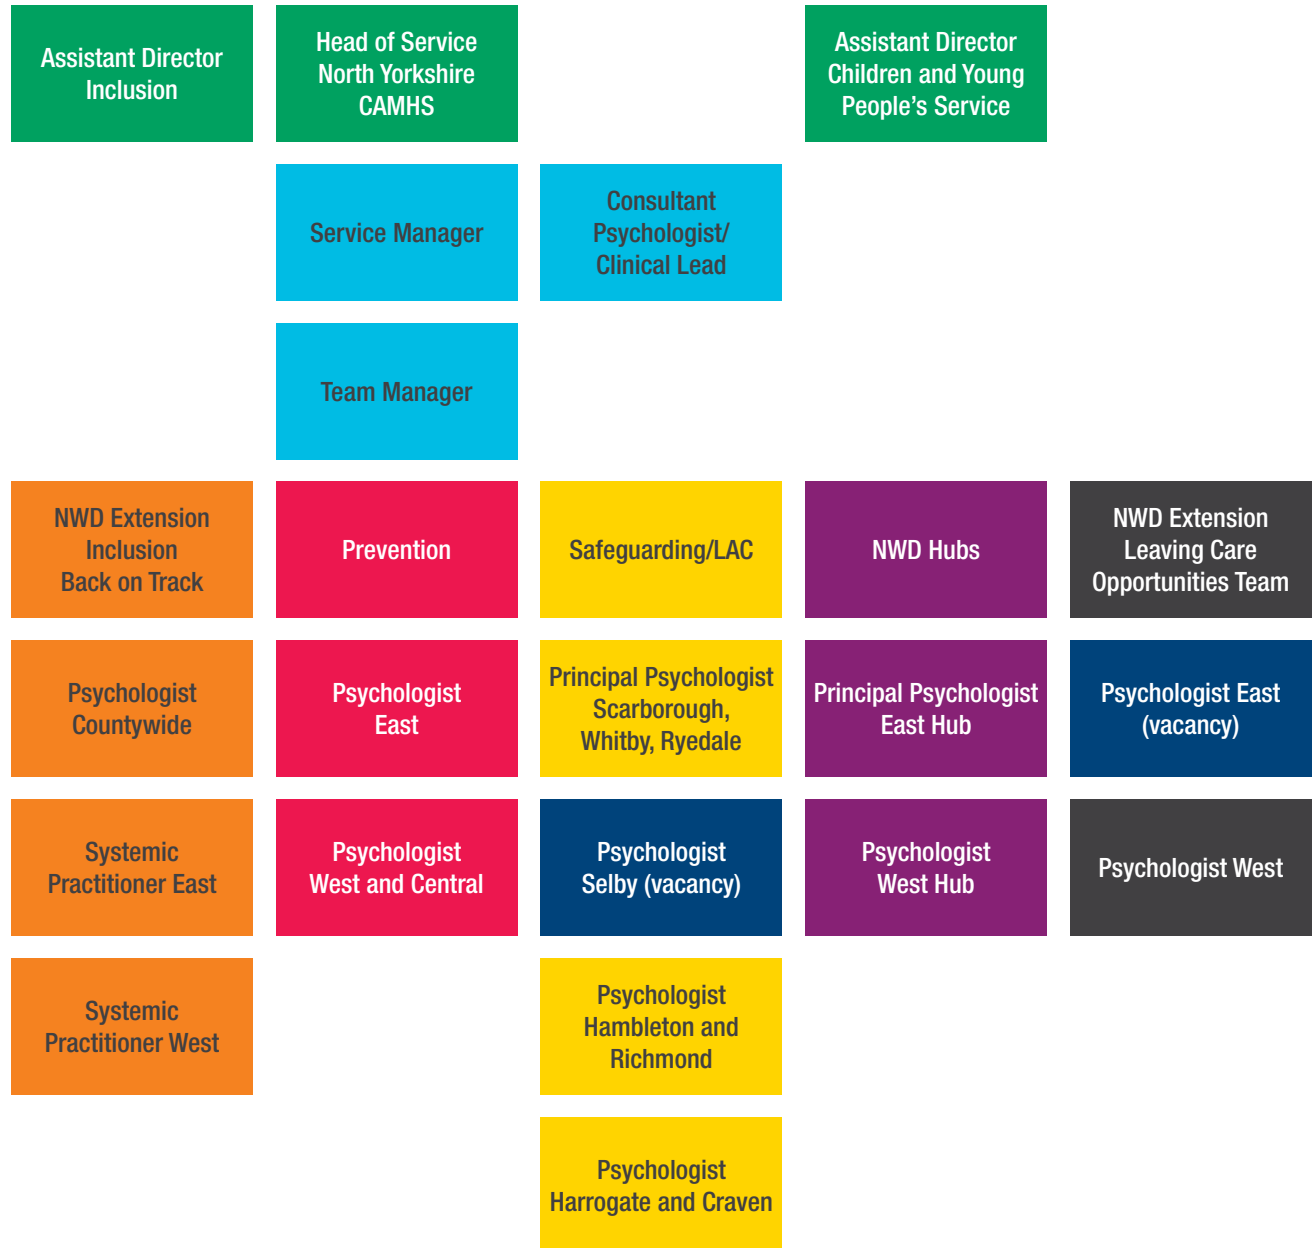 Assistant Director
Inclusion
Head of Service
North Yorkshire
CAMHS
Assistant Director
Children and Young
People’s Service
Service Manager
Consultant
Psychologist/
Clinical Lead
Team Manager
NWD Extension
Inclusion
Back on Track
Prevention
Safeguarding/LAC
NWD Hubs
NWD Extension
Leaving Care
Opportunities Team
Psychologist
Countywide
Psychologist
East
Principal Psychologist
Scarborough,
Whitby, Ryedale
Principal Psychologist
East Hub
Psychologist East
(vacancy)
Systemic
Practitioner East
Psychologist
West and Central
Psychologist
Selby (vacancy)
Psychologist
West Hub
Psychologist West
Systemic
Practitioner West
Psychologist
Hambleton and
Richmond
Psychologist
Harrogate and Craven